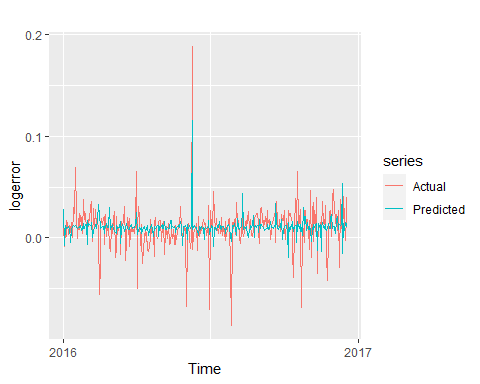 0.2
0.1
0.0
logerror
2016
2017
Time
series
Actual
Predicted